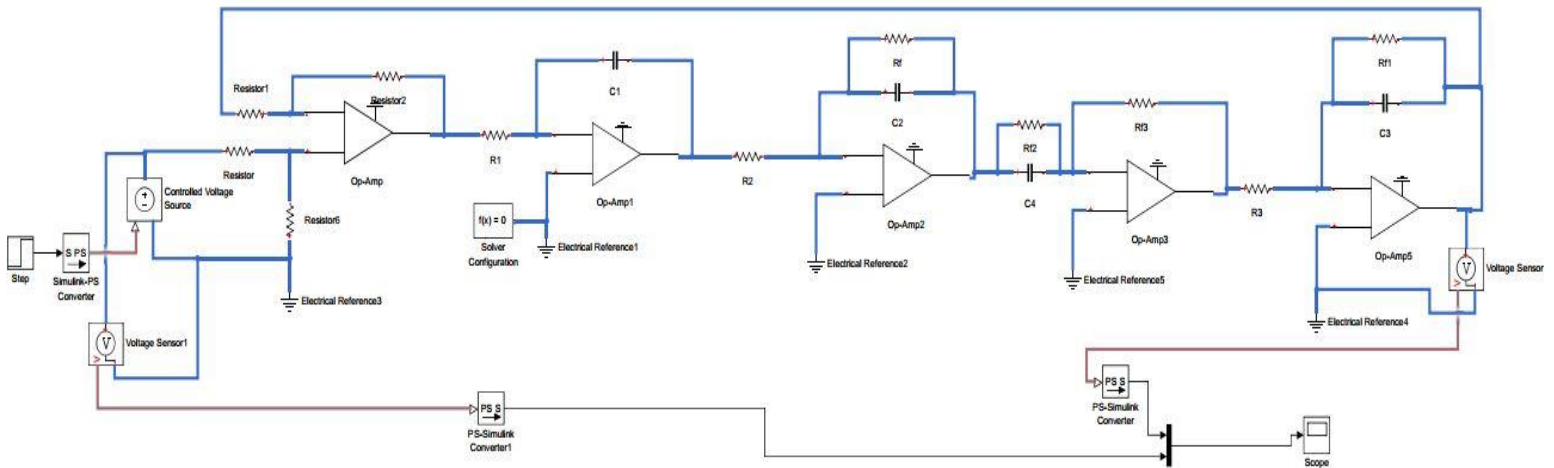 Resistor1
Resistor2
Op-Amp
Resistor
Controlled Voltage
Source
Resistor6
Step
S PS
Simulink-PS
Converter
Electrical Reference3
V
Voltage Sensor1
R1
C1
Op-Amp1
f(x) = 0
Solver
Configuration
Electrical Reference1
R2
Rf
C2
Op-Amp2
Electrical Reference2
Rf2
C4
Rf3
Op-Amp3
Electrical Reference5
R3
Rf1
C3
Op-Amp5
Electrical Reference4
V
Voltage Sensor
PS S
PS-Simulink
Converter
PS S
PS-Simulink
Converter1
Scope